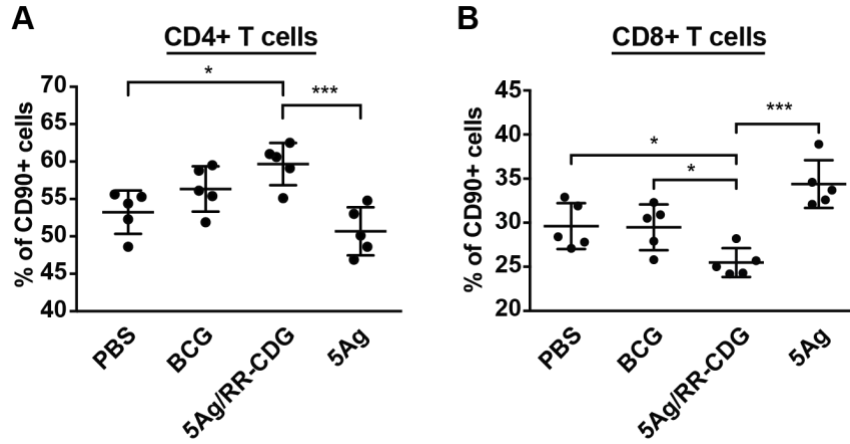 A
CD4+ T cells
% of CD90+ cells
70
65
60
55
50
45
40
*
***
PBS
BCG
5Ag/RR-CDG
5Ag
B
CD8+ T cells
% of CD90+ cells
45
40
35
30
25
20
*
*
***
PBS
BCG
5Ag/RR-CDG
5Ag